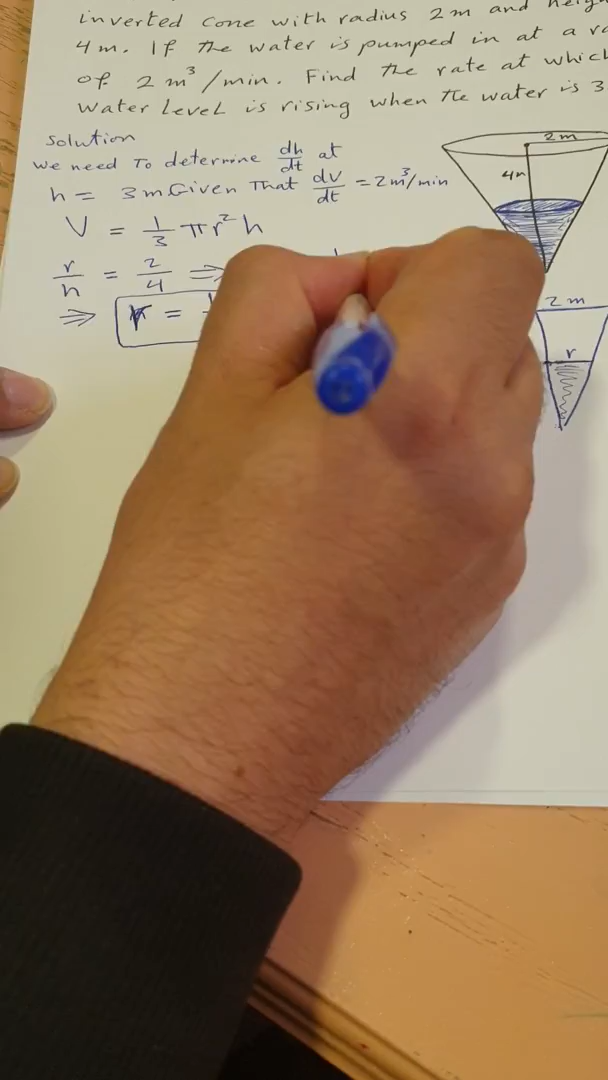 inverted cone with radius 2m and
4 m. If the water is pumped in at a
of 2 m³/min. Find the rate at which
water level is rising when the water is 3
solution
we need to determine dh/dt at
h = 3m Given that dV/dt = 2m³/min
V = 1/3 πr²h
r/h = 2/4 ⇒
⇒ r =
2m
4m
2 m
r